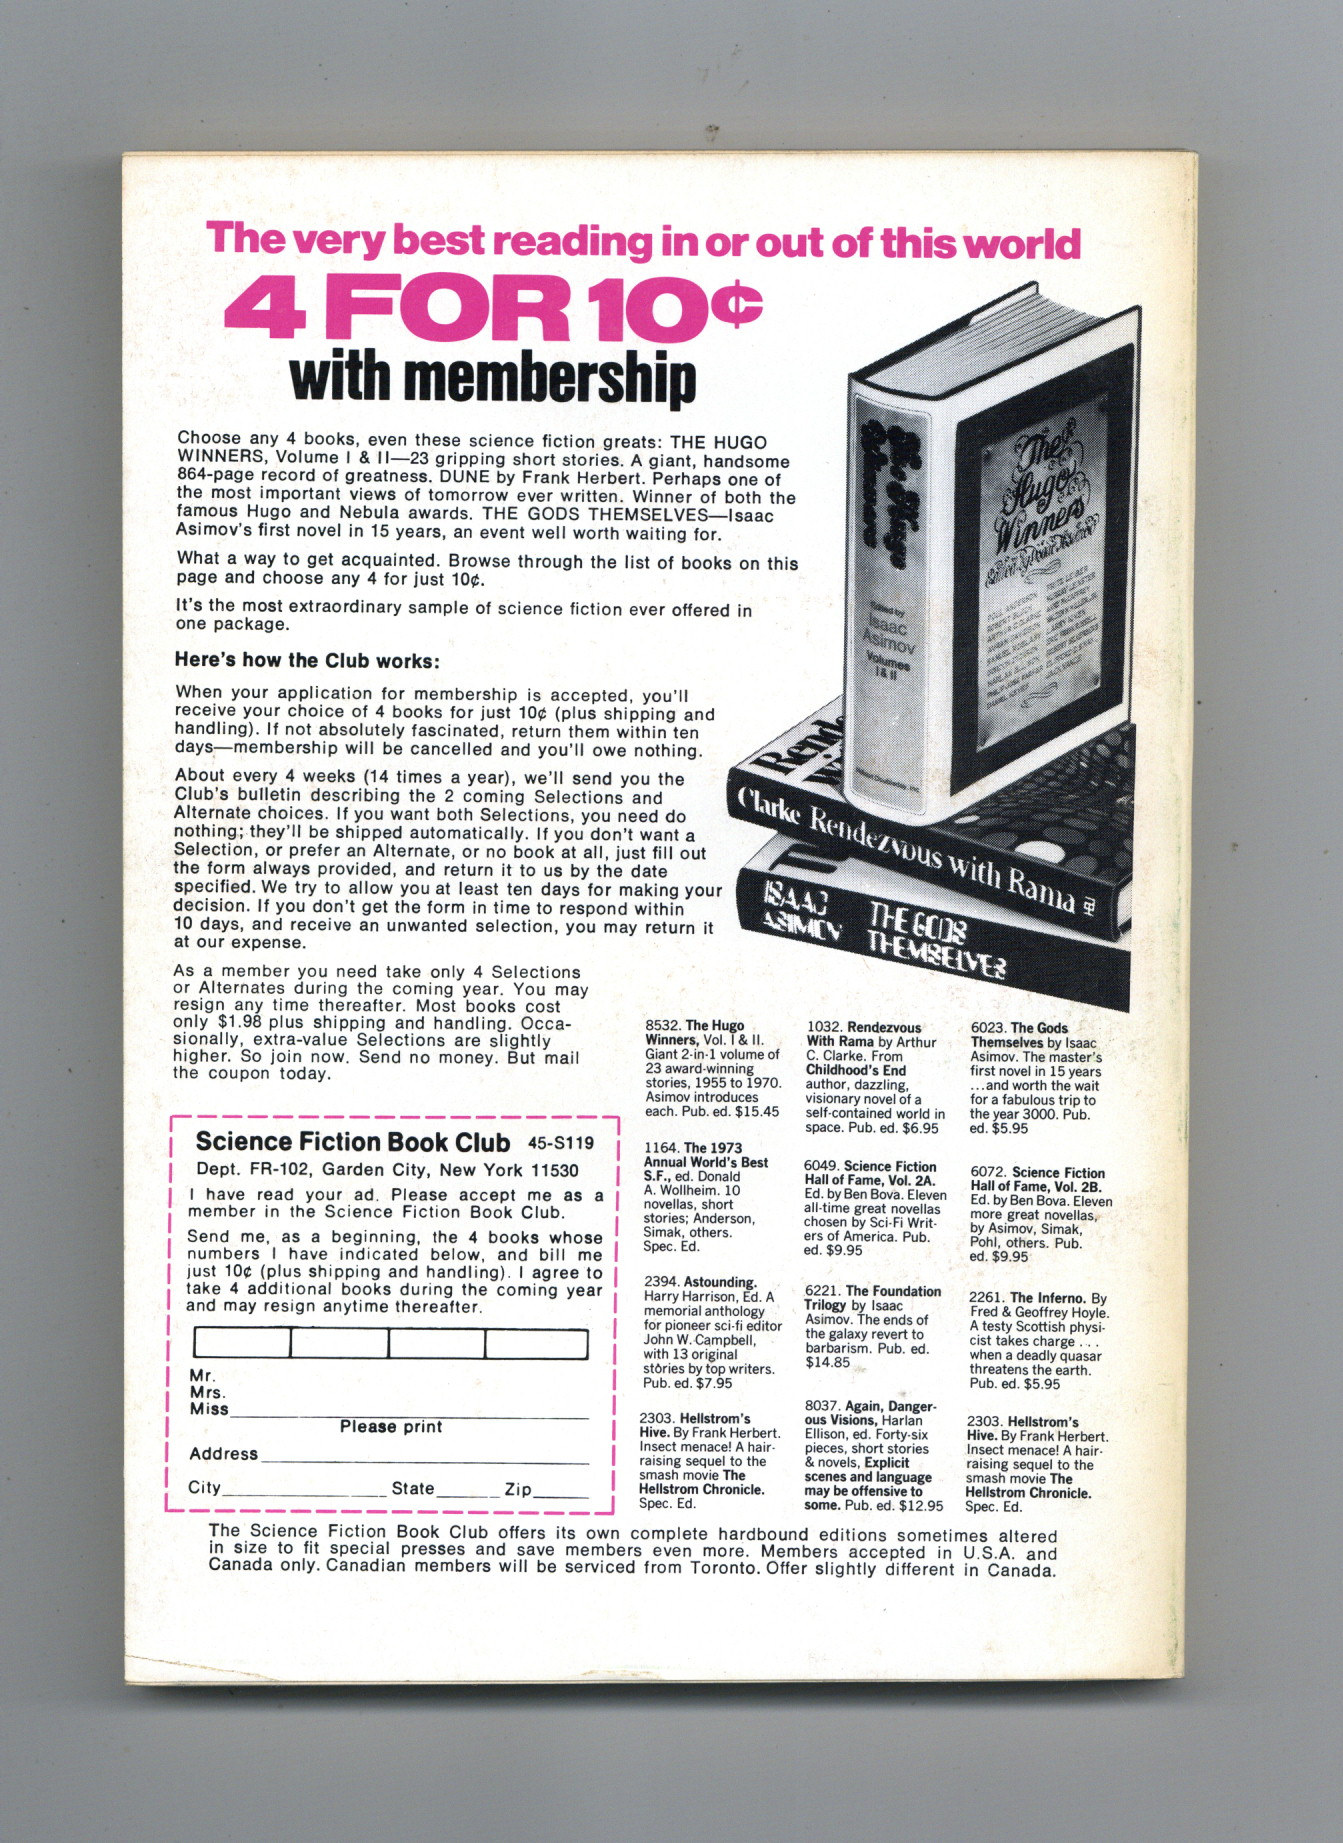 The very best reading in or out of this world
4 FOR 10¢
with membership
Choose any 4 books, even these science fiction greats: THE HUGO
WINNERS, Volume I & II—23 gripping short stories. A giant, handsome
864-page record of greatness. DUNE by Frank Herbert. Perhaps one of
the most important views of tomorrow ever written. Winner of both the
famous Hugo and Nebula awards. THE GODS THEMSELVES—Isaac
Asimov's first novel in 15 years, an event well worth waiting for.
What a way to get acquainted. Browse through the list of books on this
page and choose any 4 for just 10¢.
It's the most extraordinary sample of science fiction ever offered in
one package.
Here's how the Club works:
When your application for membership is accepted, you'll
receive your choice of 4 books for just 10¢ (plus shipping and
handling). If not absolutely fascinated, return them within ten
days—membership will be cancelled and you'll owe nothing.
About every 4 weeks (14 times a year), we'll send you the
Club's bulletin describing the 2 coming Selections and
Alternate choices. If you want both Selections, you need do
nothing; they'll be shipped automatically. If you don't want a
Selection, or prefer an Alternate, or no book at all, just fill out
the form always provided, and return it to us by the date
specified. We try to allow you at least ten days for making your
decision. If you don't get the form in time to respond within
10 days, and receive an unwanted selection, you may return it
at our expense.
As a member you need take only 4 Selections
or Alternates during the coming year. You may
resign any time thereafter. Most books cost
only $1.98 plus shipping and handling. Occa-
sionally, extra-value Selections are slightly
higher. So join now. Send no money. But mail
the coupon today.
The Hugo
Winners
Edited by
Isaac
Asimov
Volumes
I & II
The
Hugo
Winners
Clarke Rendezvous with Rama
ISAAC
ASIMOV
THE GODS
THEMSELVES
8532. The Hugo
Winners, Vol. I & II.
Giant 2-in-1 volume of
23 award-winning
stories, 1955 to 1970.
Asimov introduces
each. Pub. ed. $15.45
1164. The 1973
Annual World's Best
S.F., ed. Donald
A. Wollheim. 10
novellas, short
stories; Anderson,
Simak, others.
Spec. Ed.
2394. Astounding.
Harry Harrison, Ed. A
memorial anthology
for pioneer sci-fi editor
John W. Campbell,
with 13 original
stories by top writers.
Pub. ed. $7.95
2303. Hellstrom's
Hive. By Frank Herbert.
Insect menace! A hair-
raising sequel to the
smash movie The
Hellstrom Chronicle.
Spec. Ed.
1032. Rendezvous
With Rama by Arthur
C. Clarke. From
Childhood's End
author, dazzling,
visionary novel of a
self-contained world in
space. Pub. ed. $6.95
6049. Science Fiction
Hall of Fame, Vol. 2A.
Ed. by Ben Bova. Eleven
all-time great novellas
chosen by Sci-Fi Writ-
ers of America. Pub.
ed. $9.95
6221. The Foundation
Trilogy by Isaac
Asimov. The ends of
the galaxy revert to
barbarism. Pub. ed.
$14.85
8037. Again, Danger-
ous Visions, Harlan
Ellison, ed. Forty-six
pieces, short stories
& novels, Explicit
scenes and language
may be offensive to
some. Pub. ed. $12.95
6023. The Gods
Themselves by Isaac
Asimov. The master's
first novel in 15 years
...and worth the wait
for a fabulous trip to
the year 3000. Pub.
ed. $5.95
6072. Science Fiction
Hall of Fame, Vol. 2B.
Ed. by Ben Bova. Eleven
more great novellas,
by Asimov, Simak,
Pohl, others. Pub.
ed. $9.95
2261. The Inferno. By
Fred & Geoffrey Hoyle.
A testy Scottish physi-
cist takes charge ...
when a deadly quasar
threatens the earth.
Pub. ed. $5.95
2303. Hellstrom's
Hive. By Frank Herbert.
Insect menace! A hair-
raising sequel to the
smash movie The
Hellstrom Chronicle.
Spec. Ed.
Science Fiction Book Club 45-S119
Dept. FR-102, Garden City, New York 11530
I have read your ad. Please accept me as a
member in the Science Fiction Book Club.
Send me, as a beginning, the 4 books whose
numbers I have indicated below, and bill me
just 10¢ (plus shipping and handling). I agree to
take 4 additional books during the coming year
and may resign anytime thereafter.
Mr.
Mrs.
Miss
Please print
Address
City State Zip
The Science Fiction Book Club offers its own complete hardbound editions sometimes altered
in size to fit special presses and save members even more. Members accepted in U.S.A. and
Canada only. Canadian members will be serviced from Toronto. Offer slightly different in Canada.